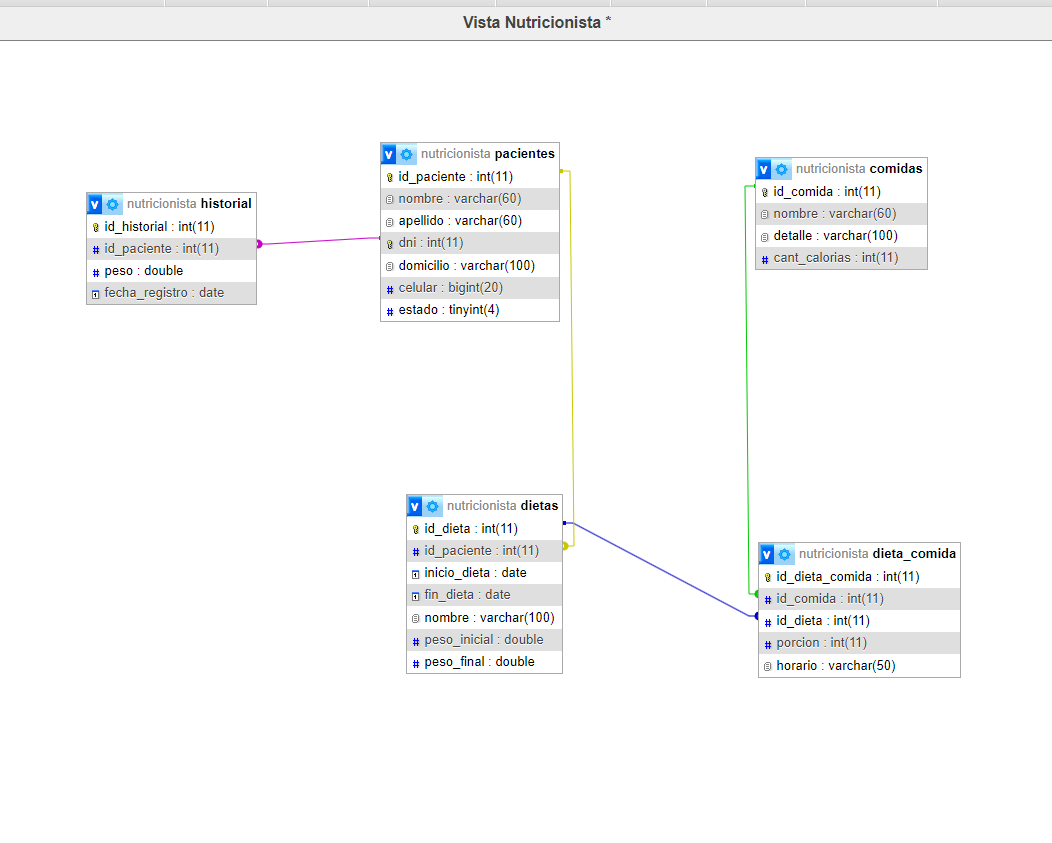 Vista Nutricionista *
nutricionista historial
id_historial : int(11)
id_paciente : int(11)
peso : double
fecha_registro : date
nutricionista pacientes
id_paciente : int(11)
nombre : varchar(60)
apellido : varchar(60)
dni : int(11)
domicilio : varchar(100)
celular : bigint(20)
estado : tinyint(4)
nutricionista comidas
id_comida : int(11)
nombre : varchar(60)
detalle : varchar(100)
cant_calorias : int(11)
nutricionista dietas
id_dieta : int(11)
id_paciente : int(11)
inicio_dieta : date
fin_dieta : date
nombre : varchar(100)
peso_inicial : double
peso_final : double
nutricionista dieta_comida
id_dieta_comida : int(11)
id_comida : int(11)
id_dieta : int(11)
porcion : int(11)
horario : varchar(50)